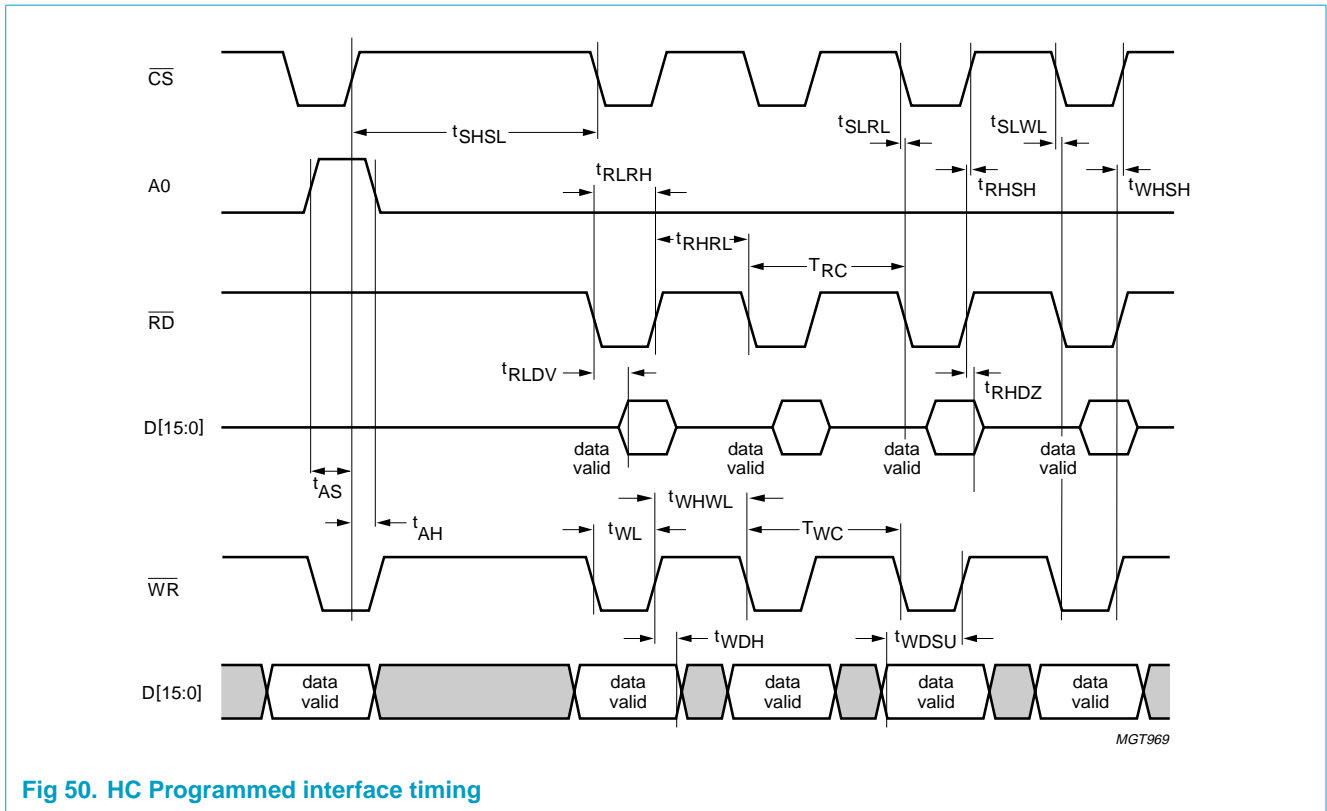 CS
tSHSL
tSLRL
tSLWL
A0
tRLRH
tRHSH
tWHSH
tRHRL
TRC
RD
tRLDV
tRHDZ
D[15:0]
data valid
data valid
data valid
data valid
tAS
tWHWL
tAH
tWL
TWC
WR
tWDH
tWDSU
D[15:0]
data valid
data valid
data valid
data valid
data valid
MGT969
Fig 50. HC Programmed interface timing